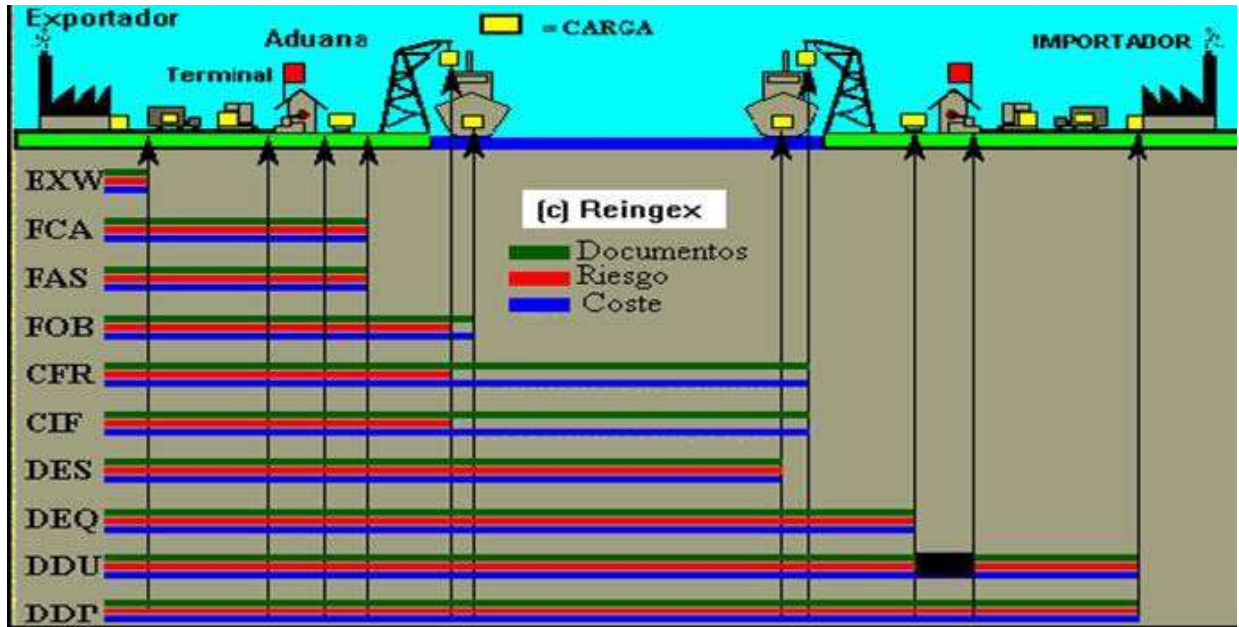 Exportador
Aduana
Terminal
= CARGA
IMPORTADOR
EXW
FCA
FAS
FOB
CFR
CIF
DES
DEQ
DDU
DDP
(c) Reingex
Documentos
Riesgo
Coste